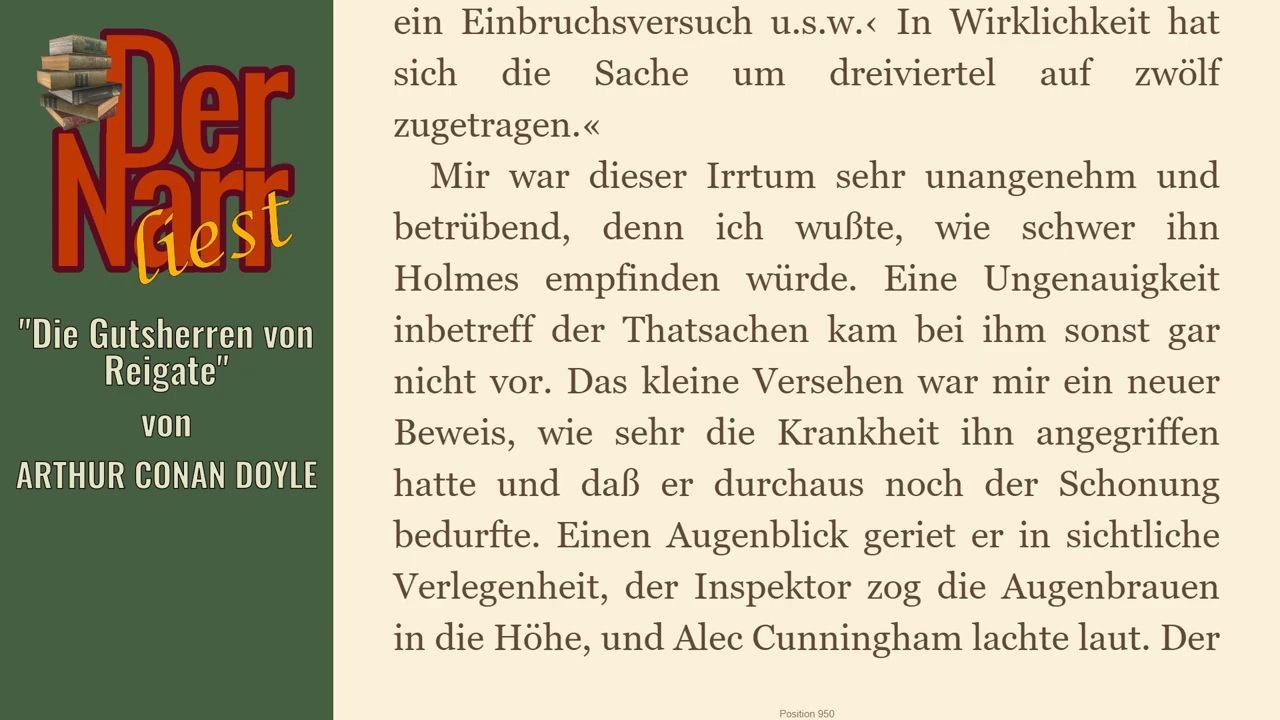 Der
Narr
liest
"Die Gutsherren von
Reigate"
von
ARTHUR CONAN DOYLE
ein Einbruchsversuch u.s.w.‹ In Wirklichkeit hat
sich die Sache um dreiviertel auf zwölf
zugetragen.«
Mir war dieser Irrtum sehr unangenehm und
betrübend, denn ich wußte, wie schwer ihn
Holmes empfinden würde. Eine Ungenauigkeit
inbetreff der Thatsachen kam bei ihm sonst gar
nicht vor. Das kleine Versehen war mir ein neuer
Beweis, wie sehr die Krankheit ihn angegriffen
hatte und daß er durchaus noch der Schonung
bedurfte. Einen Augenblick geriet er in sichtliche
Verlegenheit, der Inspektor zog die Augenbrauen
in die Höhe, und Alec Cunningham lachte laut. Der
Position 950